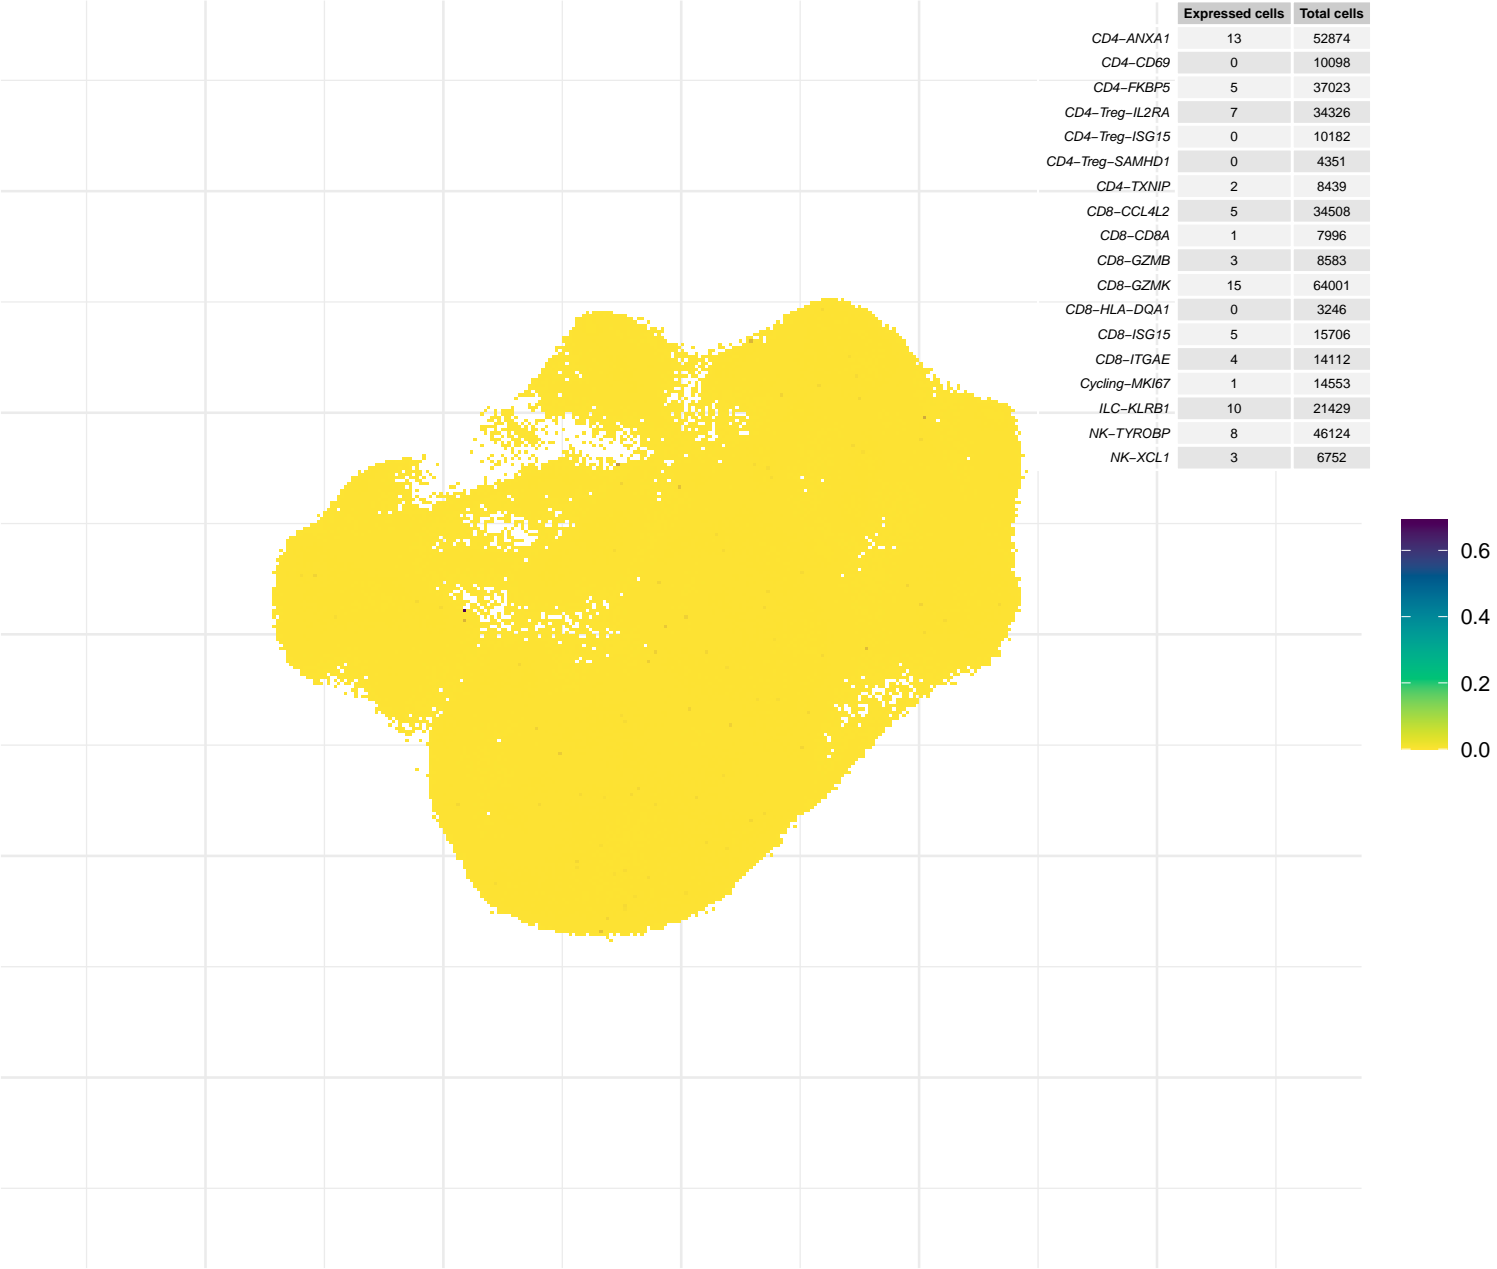 Expressed cells Total cells
CD4−ANXA1 13 52874
CD4−CD69 0 10098
CD4−FKBP5 5 37023
CD4−Treg−IL2RA 7 34326
CD4−Treg−ISG15 0 10182
CD4−Treg−SAMHD1 0 4351
CD4−TXNIP 2 8439
CD8−CCL4L2 5 34508
CD8−CD8A 1 7996
CD8−GZMB 3 8583
CD8−GZMK 15 64001
CD8−HLA−DQA1 0 3246
CD8−ISG15 5 15706
CD8−ITGAE 4 14112
Cycling−MKI67 1 14553
ILC−KLRB1 10 21429
NK−TYROBP 8 46124
NK−XCL1 3 6752
0.6
0.4
0.2
0.0